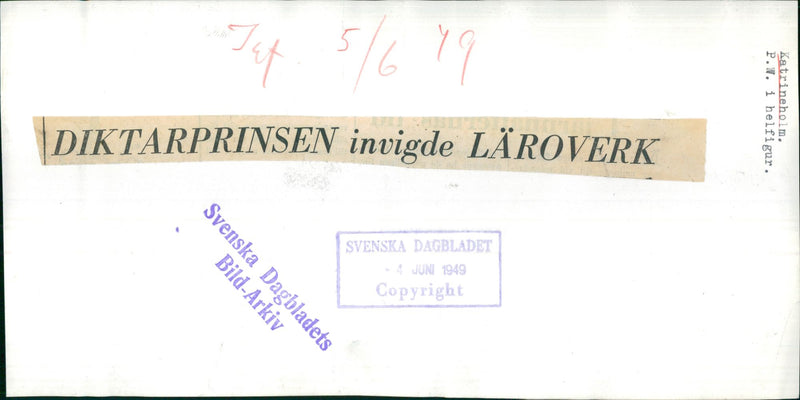 5/6 49
Katrineholm.
P.W. i helfigur.
DIKTARPRINSEN invigde LÄROVERK
Svenska Dagbladets
Bild-Arkiv
SVENSKA DAGBLADET
- 4 JUNI 1949
Copyright